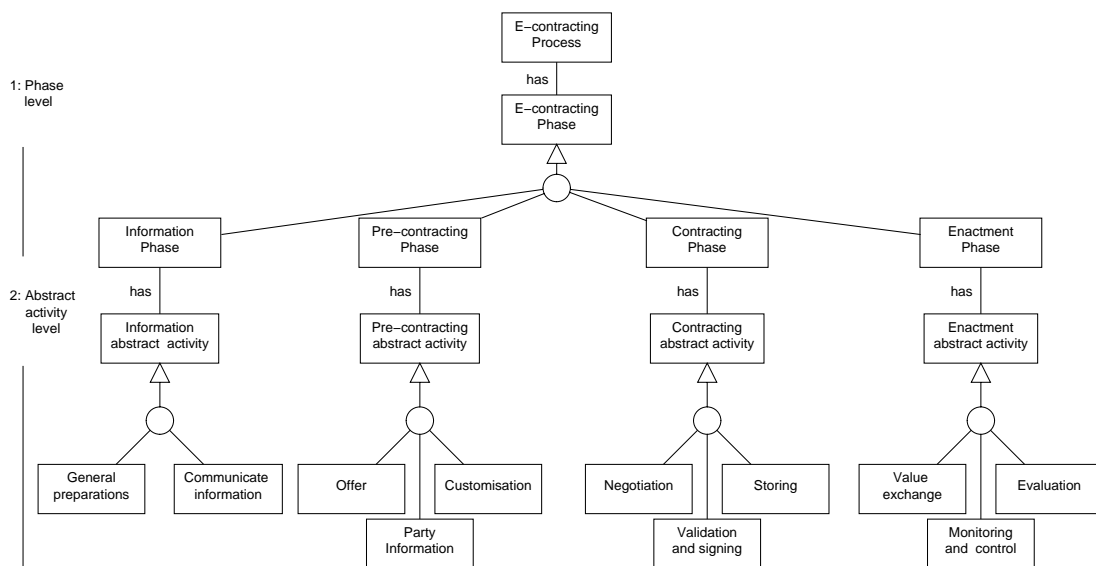 E−contracting
Process
1: Phase
level
has
E−contracting
Phase
Information
Phase
Pre−contracting
Phase
Contracting
Phase
Enactment
Phase
2: Abstract
activity
level
has
has
has
has
Information
abstract activity
Pre−contracting
abstract activity
Contracting
abstract activity
Enactment
abstract activity
General
preparations
Communicate
information
Offer
Customisation
Negotiation
Storing
Value
exchange
Evaluation
Party
Information
Validation
and signing
Monitoring
and control